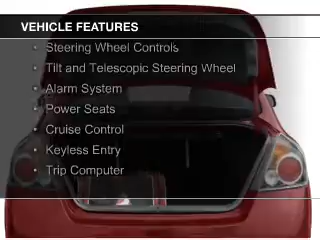 VEHICLE FEATURES
• Steering Wheel Controls
• Tilt and Telescopic Steering Wheel
• Alarm System
• Power Seats
• Cruise Control
• Keyless Entry
• Trip Computer